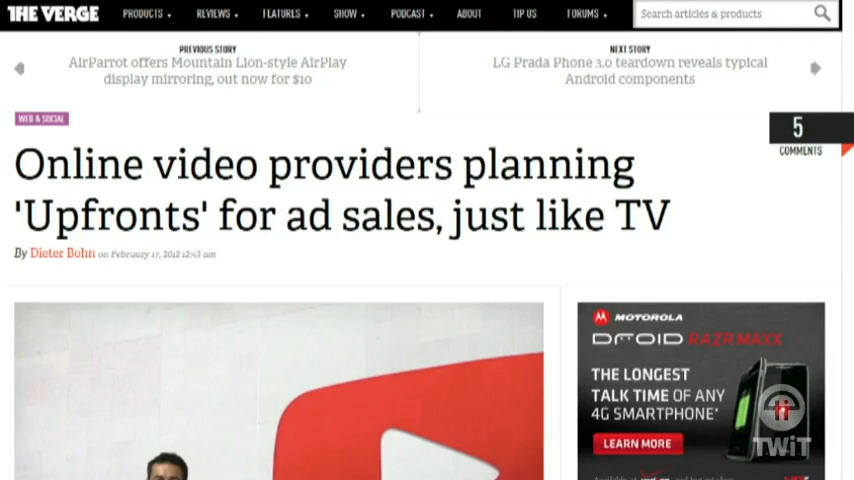 THE VERGE
PRODUCTS
REVIEWS
FEATURES
SHOW
PODCAST
ABOUT
TIP US
FORUMS
Search articles & products
PREVIOUS STORY
AirParrot offers Mountain Lion-style AirPlay
display mirroring, out now for $10
NEXT STORY
LG Prada Phone 3.0 teardown reveals typical
Android components
WEB & SOCIAL
5
COMMENTS
Online video providers planning
'Upfronts' for ad sales, just like TV
By Dieter Bohn on February 17, 2012 12:43 am
MOTOROLA
DROID RAZR MAXX
THE LONGEST
TALK TIME OF ANY
4G SMARTPHONE*
LEARN MORE
TWiT